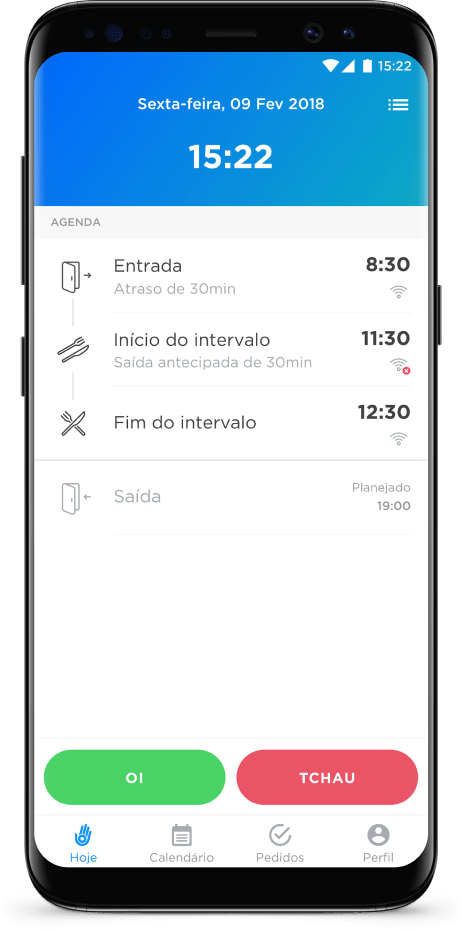 15:22
Sexta-feira, 09 Fev 2018
15:22
AGENDA
Entrada
8:30
Atraso de 30min
Início do intervalo
11:30
Saída antecipada de 30min
Fim do intervalo
12:30
Saída
Planejado
19:00
OI
TCHAU
Hoje
Calendário
Pedidos
Perfil